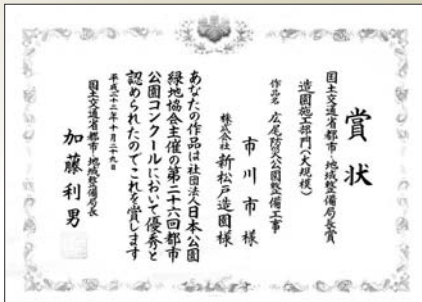 賞状
国土交通省都市・地域整備局長賞
造園施工部門(大規模)
作品名 広尾防災公園整備工事
市川市様
株式会社 新松戸造園様
あなたの作品は社団法人日本公園
緑地協会主催の第二十六回都市
公園コンクールにおいて優秀と
認められたのでこれを賞します
平成二十二年十月二十九日
国土交通省都市・地域整備局長
加藤利男